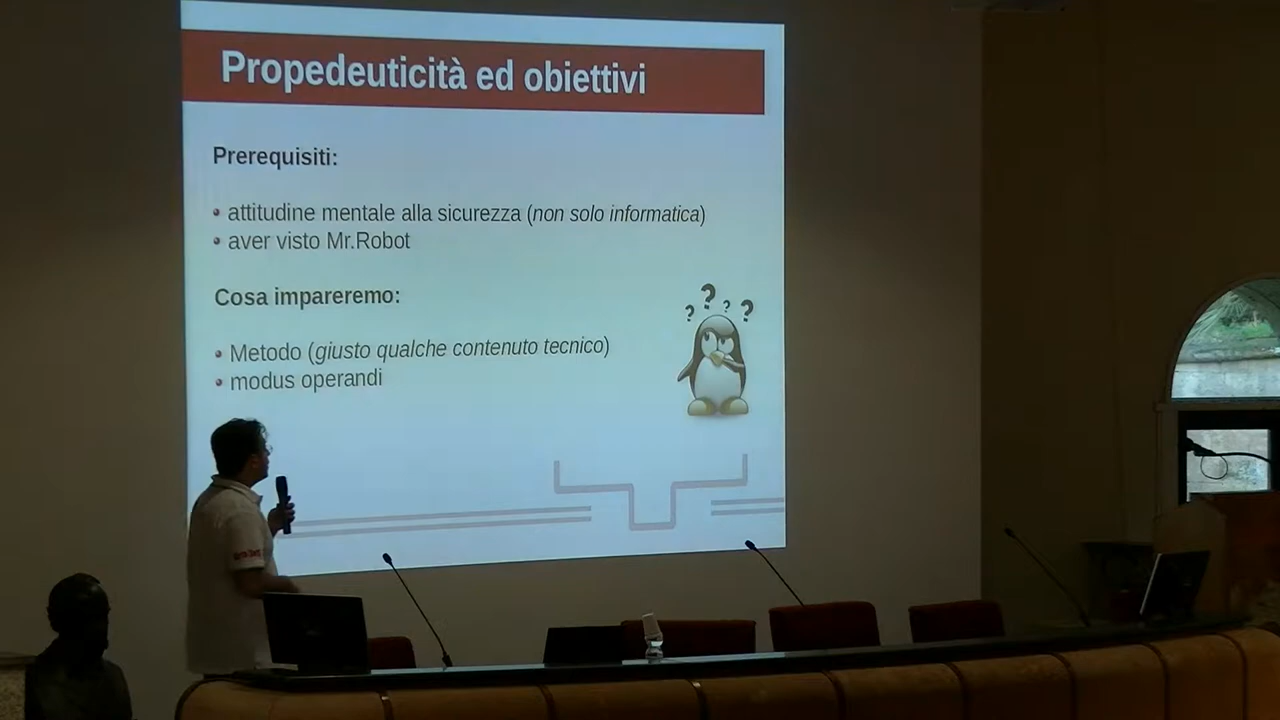 Propedeuticità ed obiettivi
Prerequisiti:
• attitudine mentale alla sicurezza (non solo informatica)
• aver visto Mr.Robot
Cosa impareremo:
• Metodo (giusto qualche contenuto tecnico)
• modus operandi
? ? ? ?